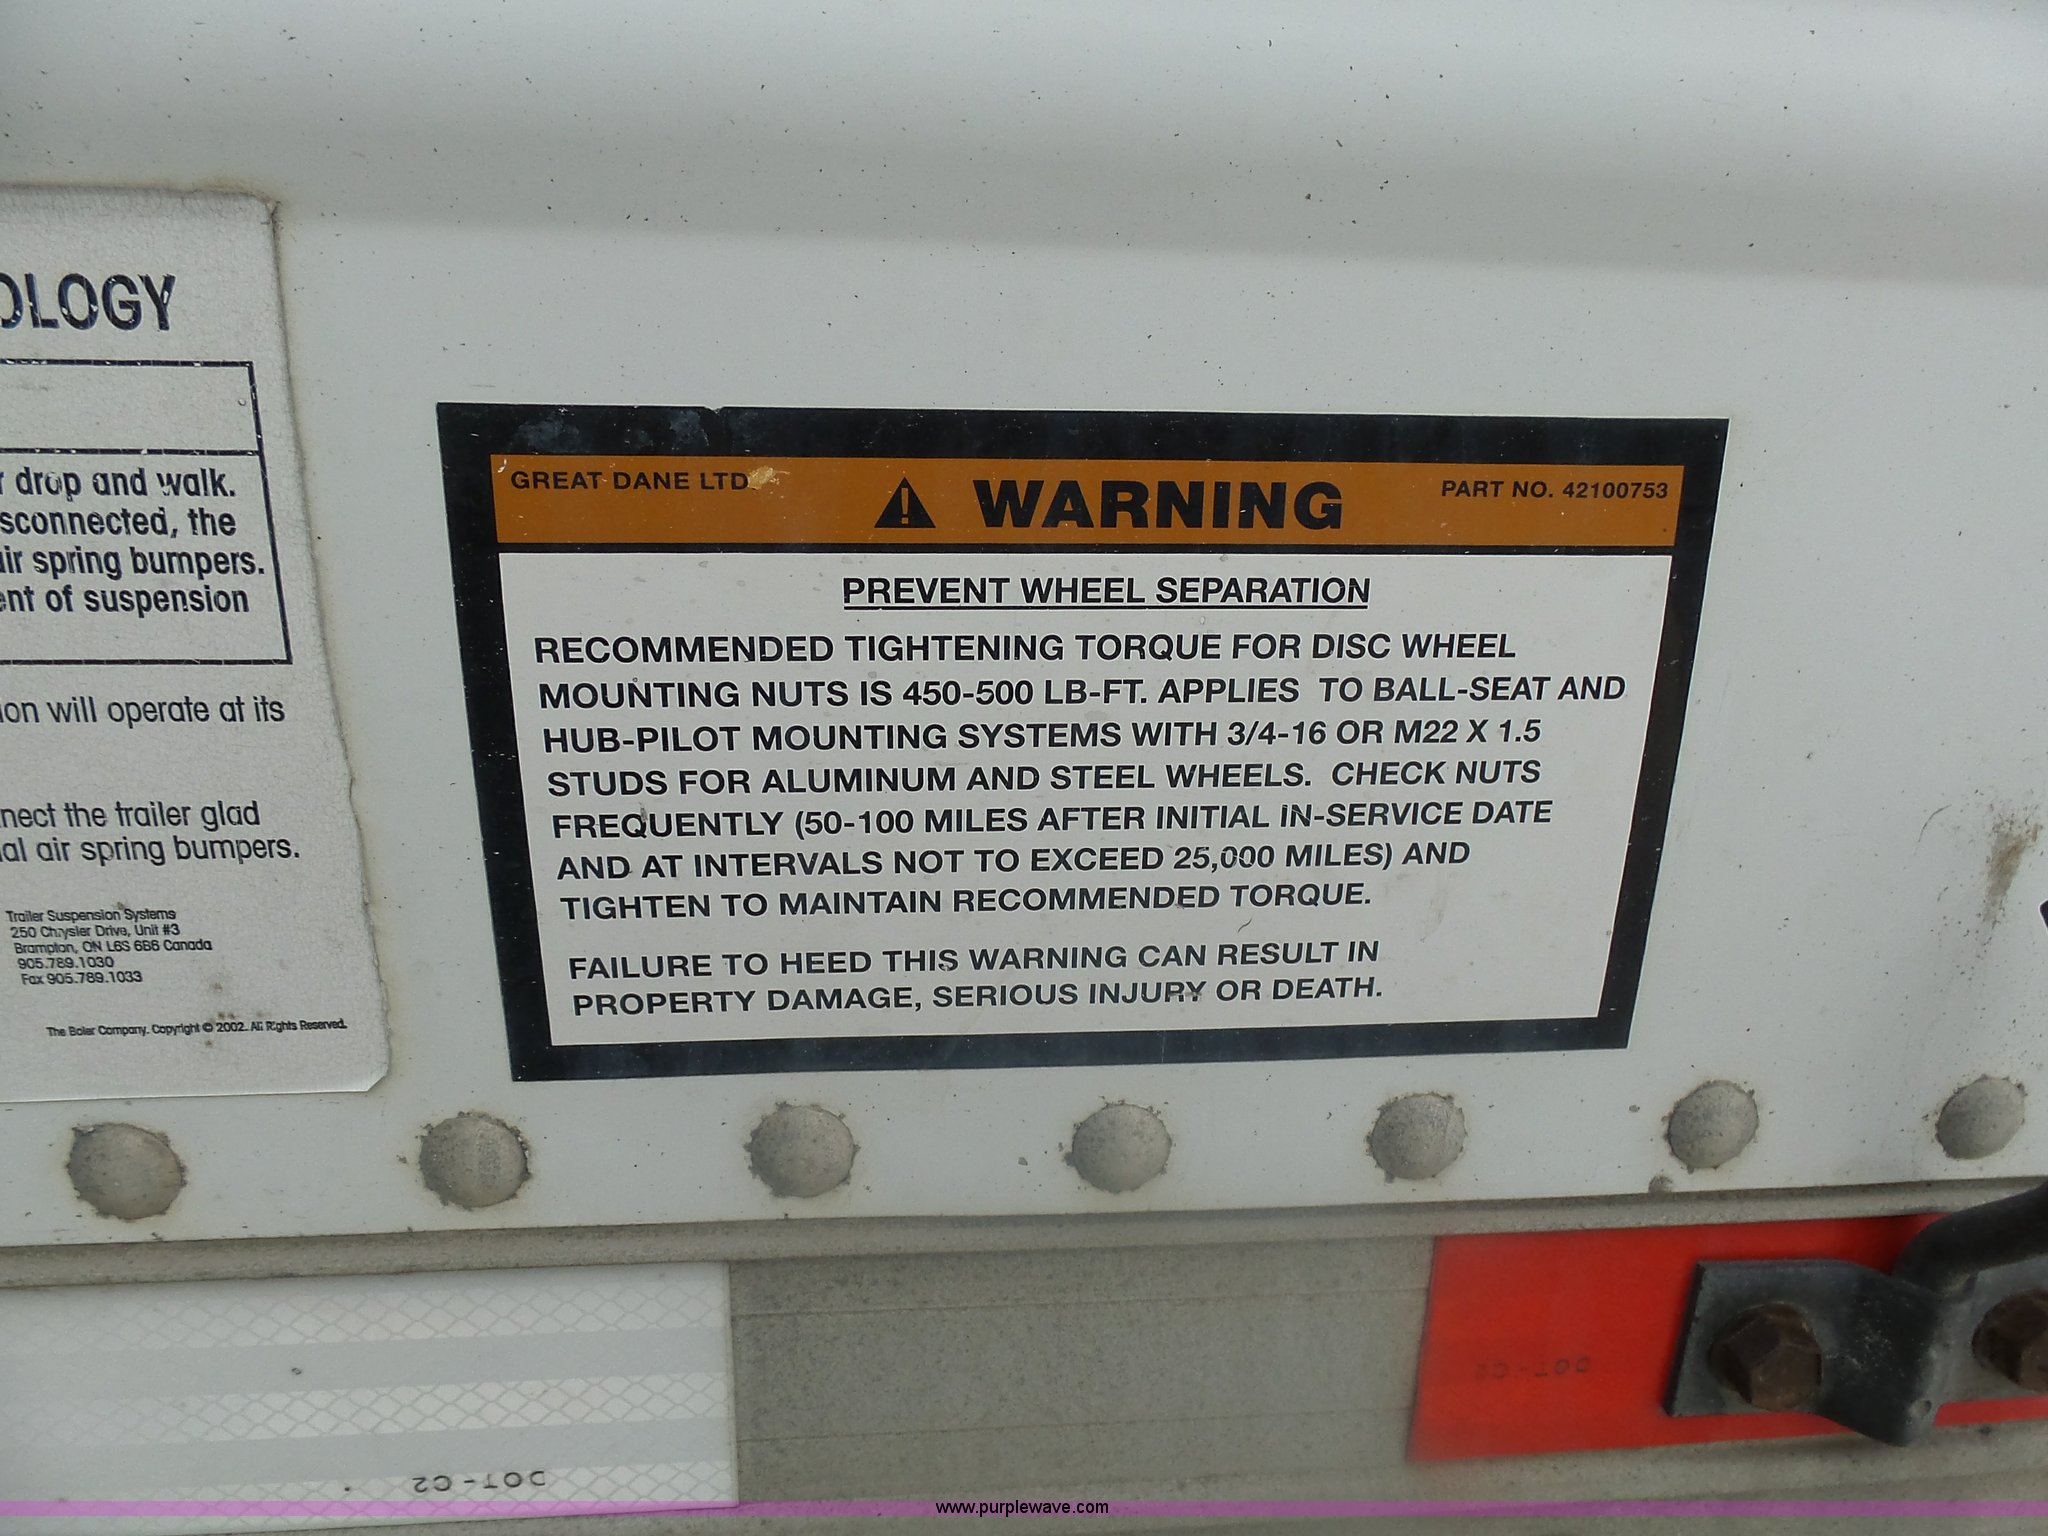 OLOGY
drop and walk.
the
air spring bumpers.
of suspension
will operate at its
the trailer glad
air spring bumpers.
Trailer Suspension Systems
250 Chrysler Drive, Unit #3
Brampton, ON L6S 6B6 Canada
905.789.1030
Fax 905.789.1033
The Boler Company. Copyright © 2002. All Rights Reserved.
GREAT DANE LTD.
WARNING
PART NO. 42100753
PREVENT WHEEL SEPARATION
RECOMMENDED TIGHTENING TORQUE FOR DISC WHEEL
MOUNTING NUTS IS 450-500 LB-FT. APPLIES TO BALL-SEAT AND
HUB-PILOT MOUNTING SYSTEMS WITH 3/4-16 OR M22 X 1.5
STUDS FOR ALUMINUM AND STEEL WHEELS. CHECK NUTS
FREQUENTLY (50-100 MILES AFTER INITIAL IN-SERVICE DATE
AND AT INTERVALS NOT TO EXCEED 25,000 MILES) AND
TIGHTEN TO MAINTAIN RECOMMENDED TORQUE.
FAILURE TO HEED THIS WARNING CAN RESULT IN
PROPERTY DAMAGE, SERIOUS INJURY OR DEATH.
DOT-C2
DOT-C2
www.purplewave.com